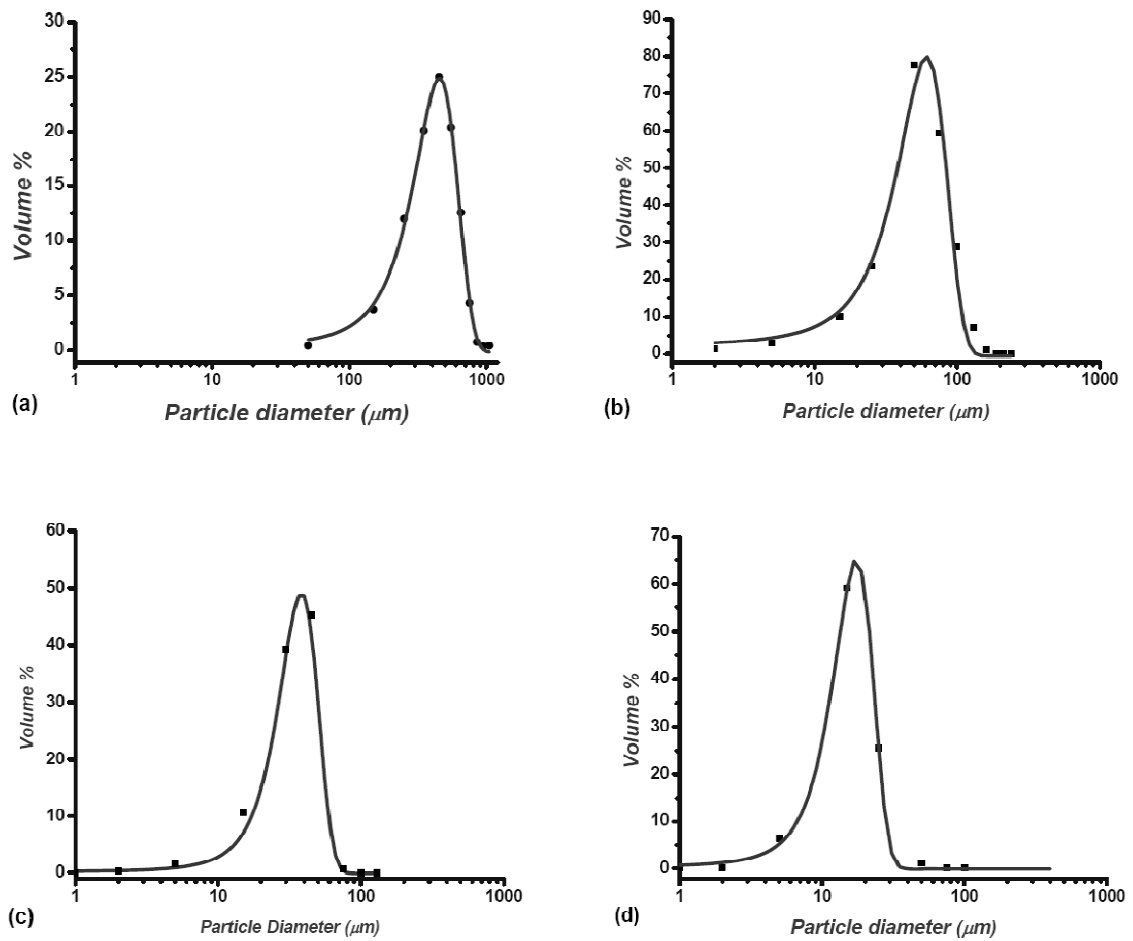 30
25
20
15
10
5
0
Volume %
1 10 100 1000
(a) Particle diameter (μm)
90
80
70
60
50
40
30
20
10
0
Volume %
1 10 100 1000
(b) Particle diameter (μm)
60
50
40
30
20
10
0
Volume %
1 10 100 1000
(c) Particle Diameter (μm)
70
60
50
40
30
20
10
0
Volume %
1 10 100 1000
(d) Particle diameter (μm)